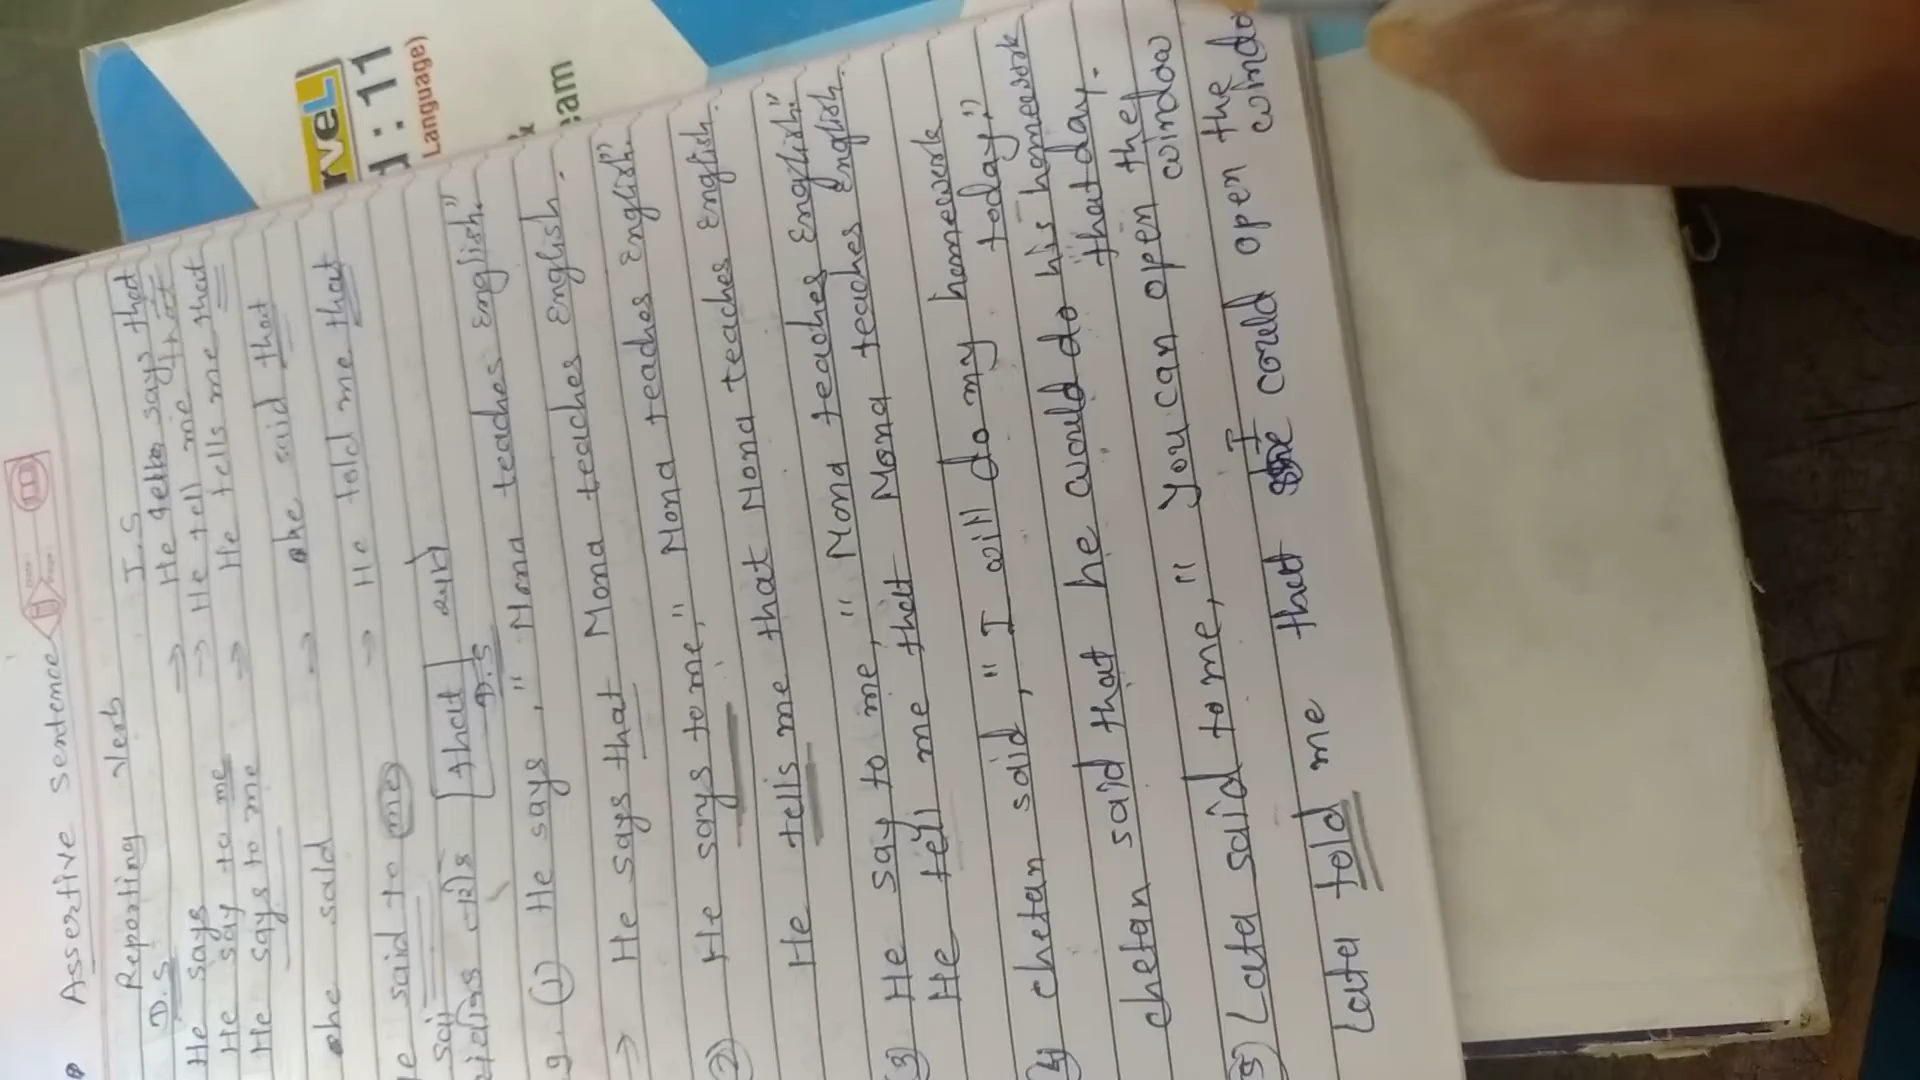 Assertive Sentence
Reporting Verb
D.S I.S
He says → He says that
He say to me → He tell me that
He says to me → He tells me that
she said → she said that
He said to me → He told me that
that
D.S
e.g. (1) He says, "Mona teaches English."
→ He says that Mona teaches English.
(2) He says to me, "Mona teaches English."
He tells me that Mona teaches English.
(3) He say to me, "Mona teaches English."
He tell me that Mona teaches English.
(4) chetan said, "I will do my homework today."
chetan said that he would do his homework that day.
(5) Lata said to me, "You can open the window
Lata told me that I could open the windo
rveL
d : 11
Language)